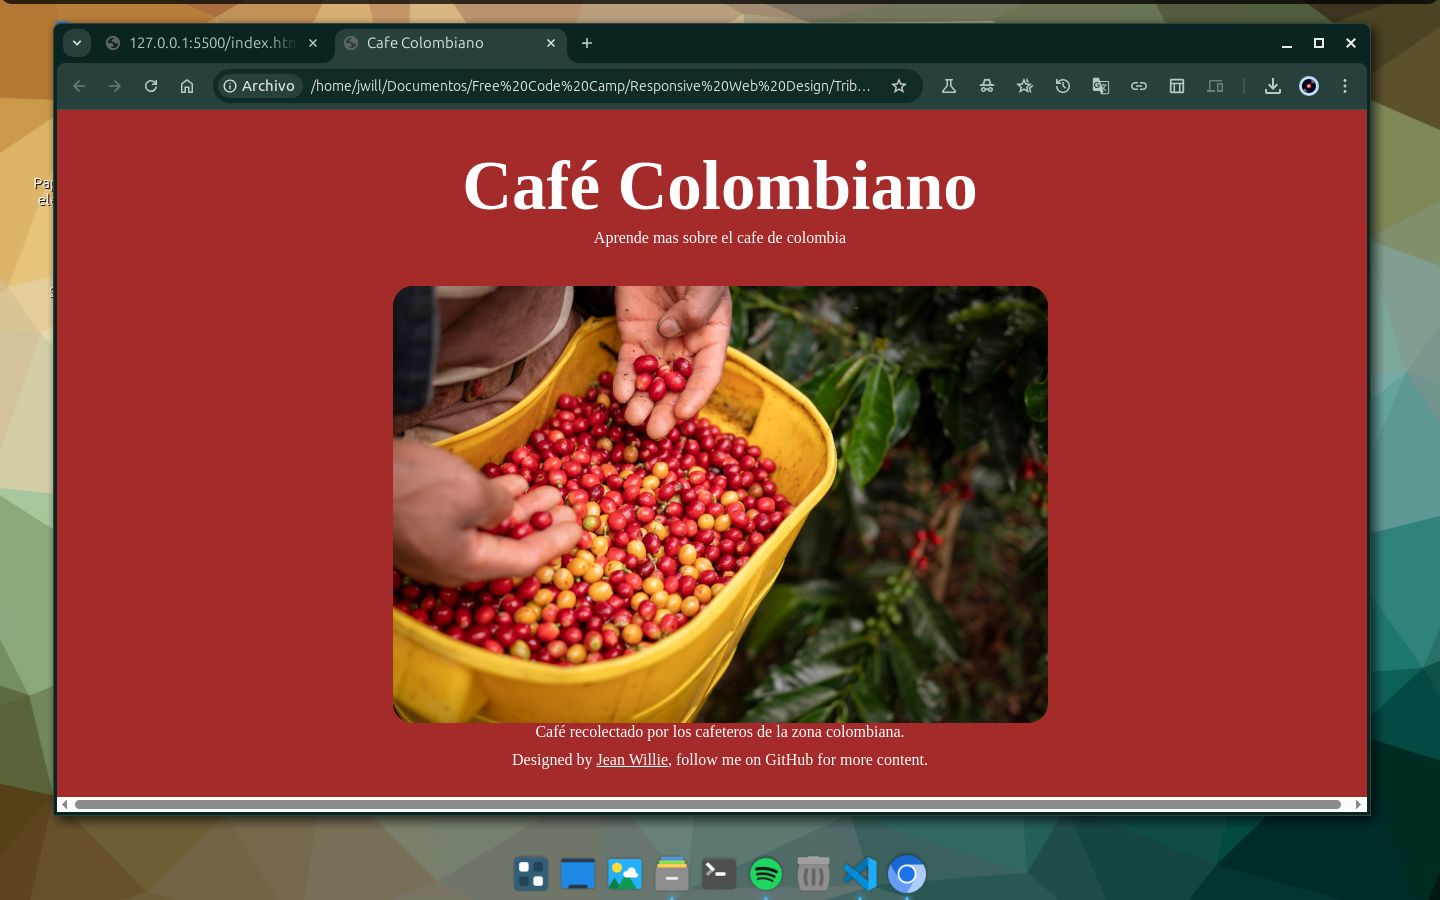 127.0.0.1:5500/index.htm
Cafe Colombiano
Archivo
/home/jwill/Documentos/Free%20Code%20Camp/Responsive%20Web%20Design/Trib…
Café Colombiano
Aprende mas sobre el cafe de colombia
Café recolectado por los cafeteros de la zona colombiana.
Designed by Jean Willie, follow me on GitHub for more content.